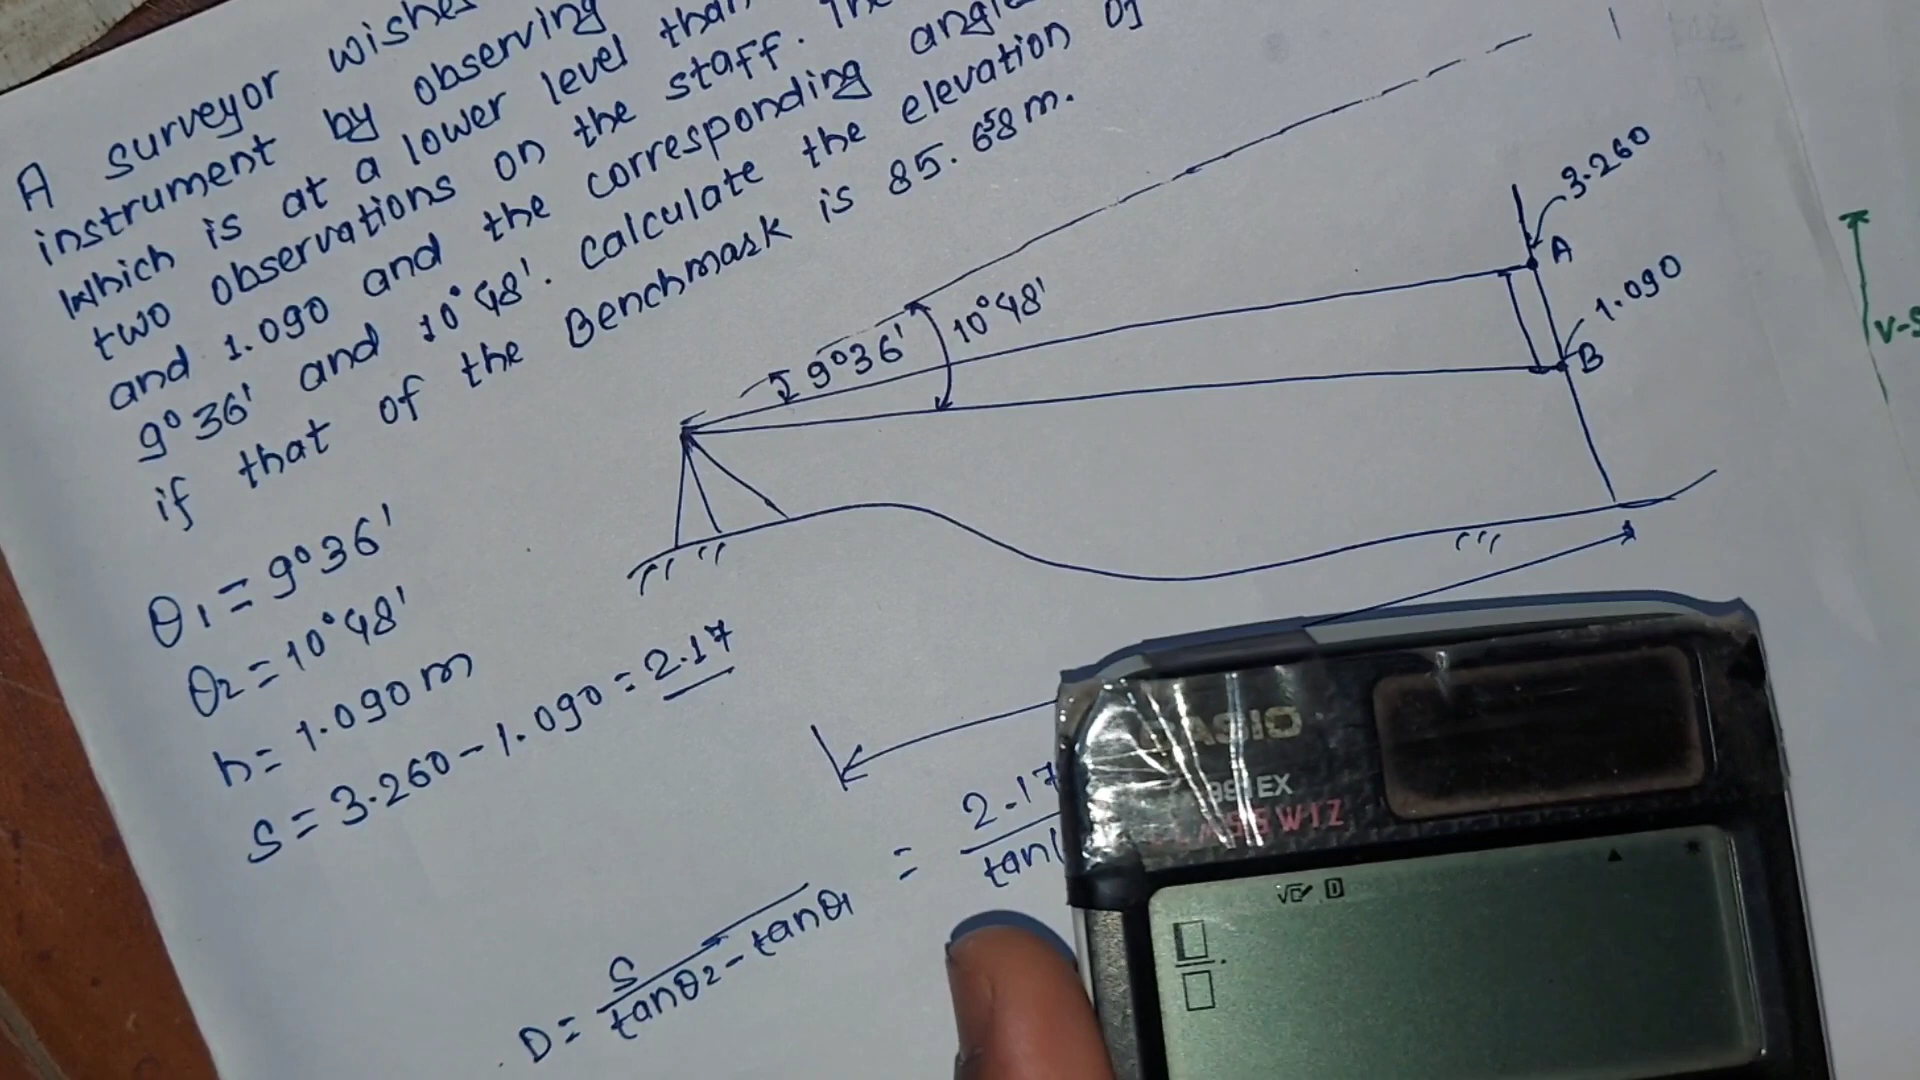 A surveyor wishes
instrument by observing
which is at a lower level than
two observations on the staff. The
and 1.090 and the corresponding angle
9°36' and 10°48'. calculate the elevation of
if that of the Benchmark is 85.658m.
3.260
A
1.090
B
9°36'
10°48'
θ1 = 9°36'
θ2 = 10°48'
h = 1.090 m
S = 3.260 - 1.090 = 2.17
D = S / tanθ2 - tanθ1 = 2.17 / tan(
V-S
CASIO
991EX
CLASSWIZ
D